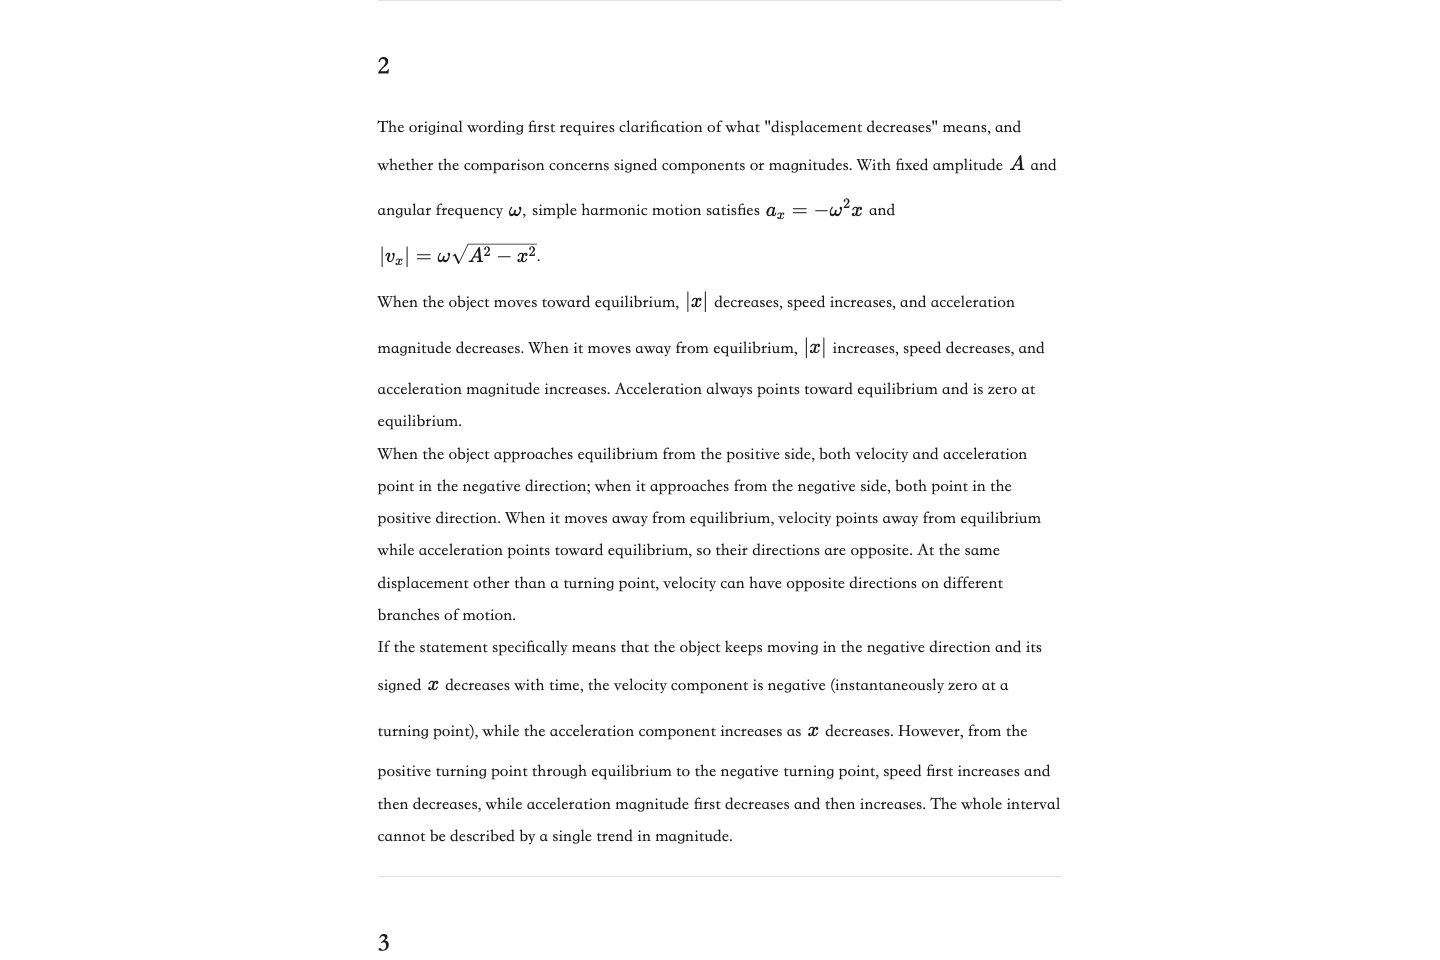 2
The original wording first requires clarification of what "displacement decreases" means, and
whether the comparison concerns signed components or magnitudes. With fixed amplitude A and
angular frequency ω, simple harmonic motion satisfies aₓ = −ω²x and
|vₓ| = ω√(A² − x²).
When the object moves toward equilibrium, |x| decreases, speed increases, and acceleration
magnitude decreases. When it moves away from equilibrium, |x| increases, speed decreases, and
acceleration magnitude increases. Acceleration always points toward equilibrium and is zero at
equilibrium.
When the object approaches equilibrium from the positive side, both velocity and acceleration
point in the negative direction; when it approaches from the negative side, both point in the
positive direction. When it moves away from equilibrium, velocity points away from equilibrium
while acceleration points toward equilibrium, so their directions are opposite. At the same
displacement other than a turning point, velocity can have opposite directions on different
branches of motion.
If the statement specifically means that the object keeps moving in the negative direction and its
signed x decreases with time, the velocity component is negative (instantaneously zero at a
turning point), while the acceleration component increases as x decreases. However, from the
positive turning point through equilibrium to the negative turning point, speed first increases and
then decreases, while acceleration magnitude first decreases and then increases. The whole interval
cannot be described by a single trend in magnitude.
3